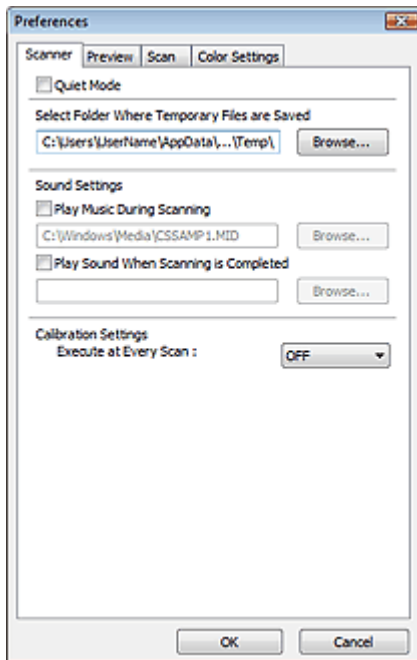 Preferences
Scanner Preview Scan Color Settings
Quiet Mode
Select Folder Where Temporary Files are Saved
C:\Users\UserName\AppData\...\Temp\ Browse...
Sound Settings
Play Music During Scanning
C:\Windows\Media\CSSAMP1.MID Browse...
Play Sound When Scanning is Completed
Browse...
Calibration Settings
Execute at Every Scan : OFF
OK Cancel